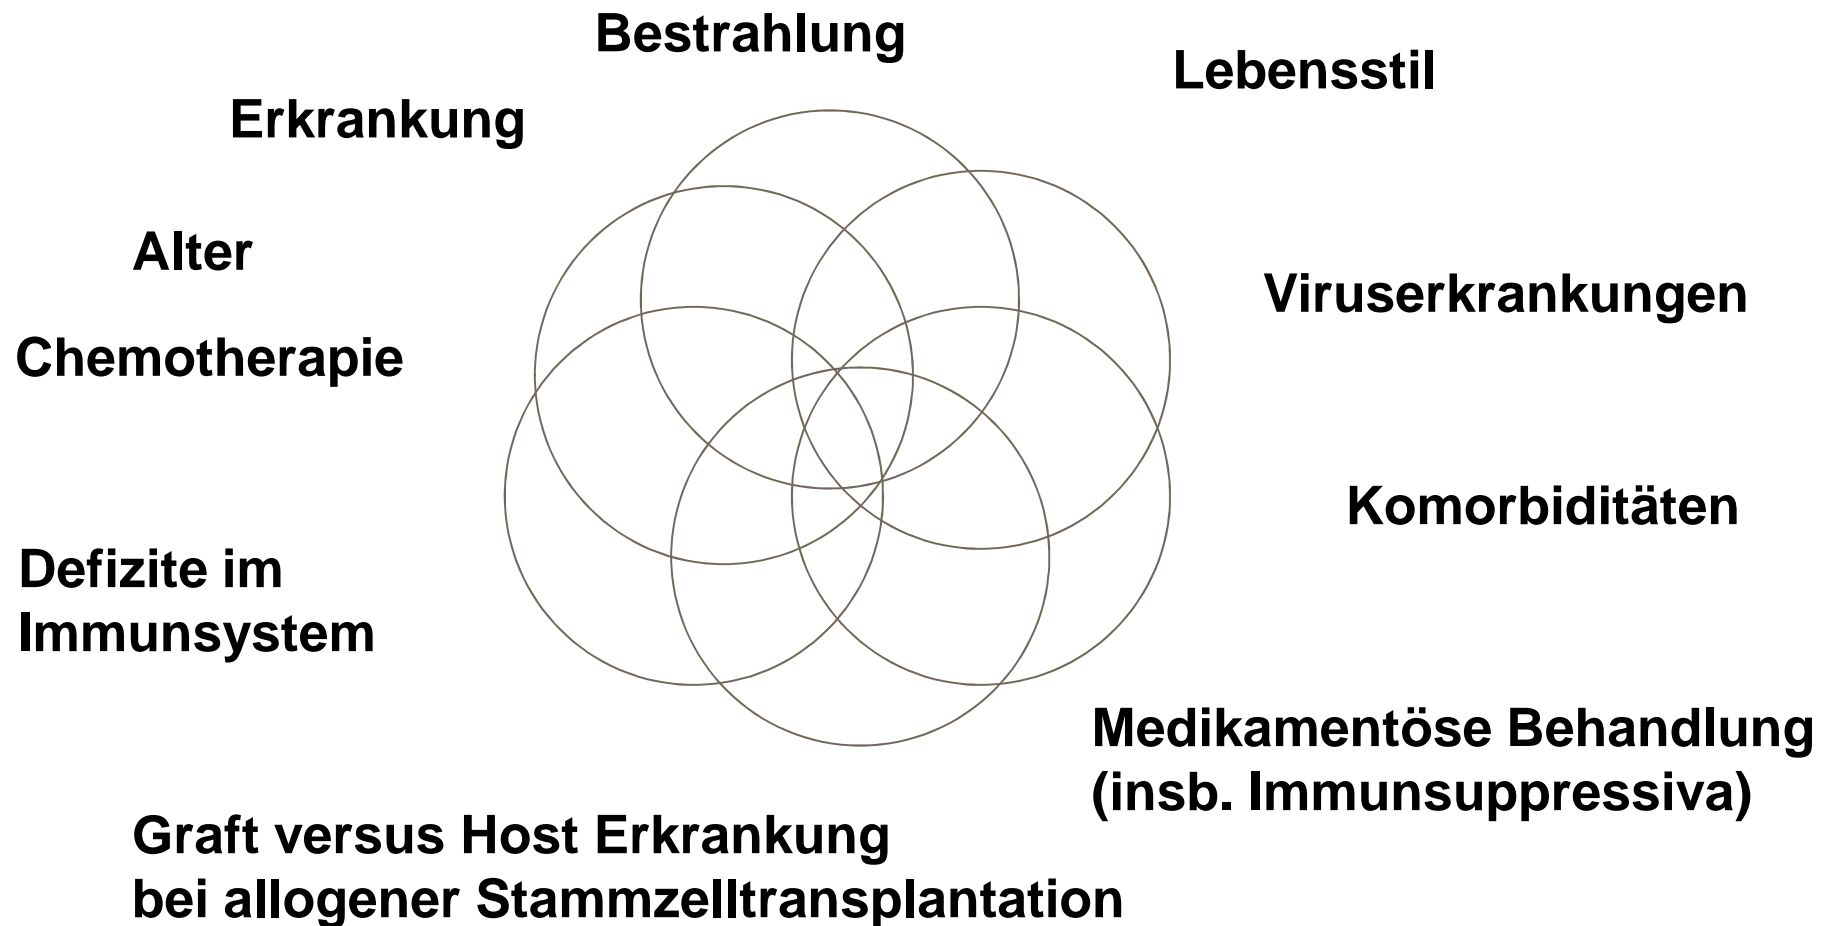 Bestrahlung
Lebensstil
Erkrankung
Alter
Viruserkrankungen
Chemotherapie
Komorbiditäten
Defizite im
Immunsystem
Medikamentöse Behandlung
(insb. Immunsuppressiva)
Graft versus Host Erkrankung
bei allogener Stammzelltransplantation